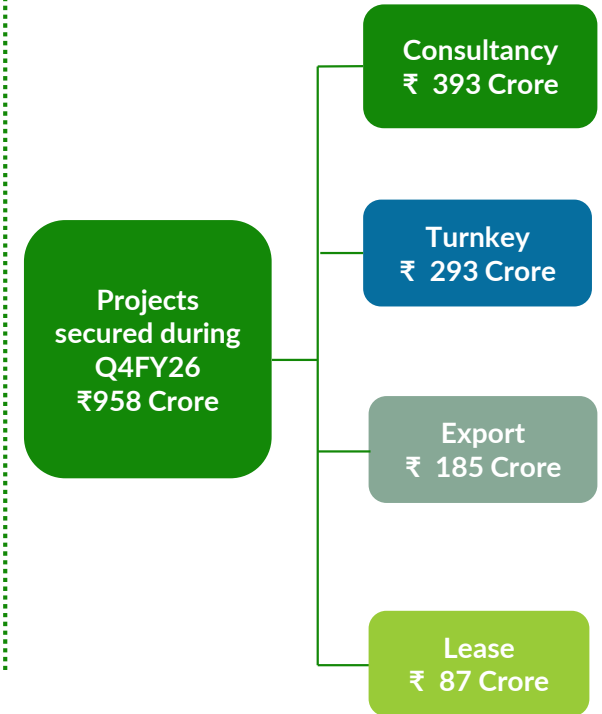 Consultancy
₹ 393 Crore
Turnkey
₹ 293 Crore
Projects
secured during
Q4FY26
₹958 Crore
Export
₹ 185 Crore
Lease
₹ 87 Crore